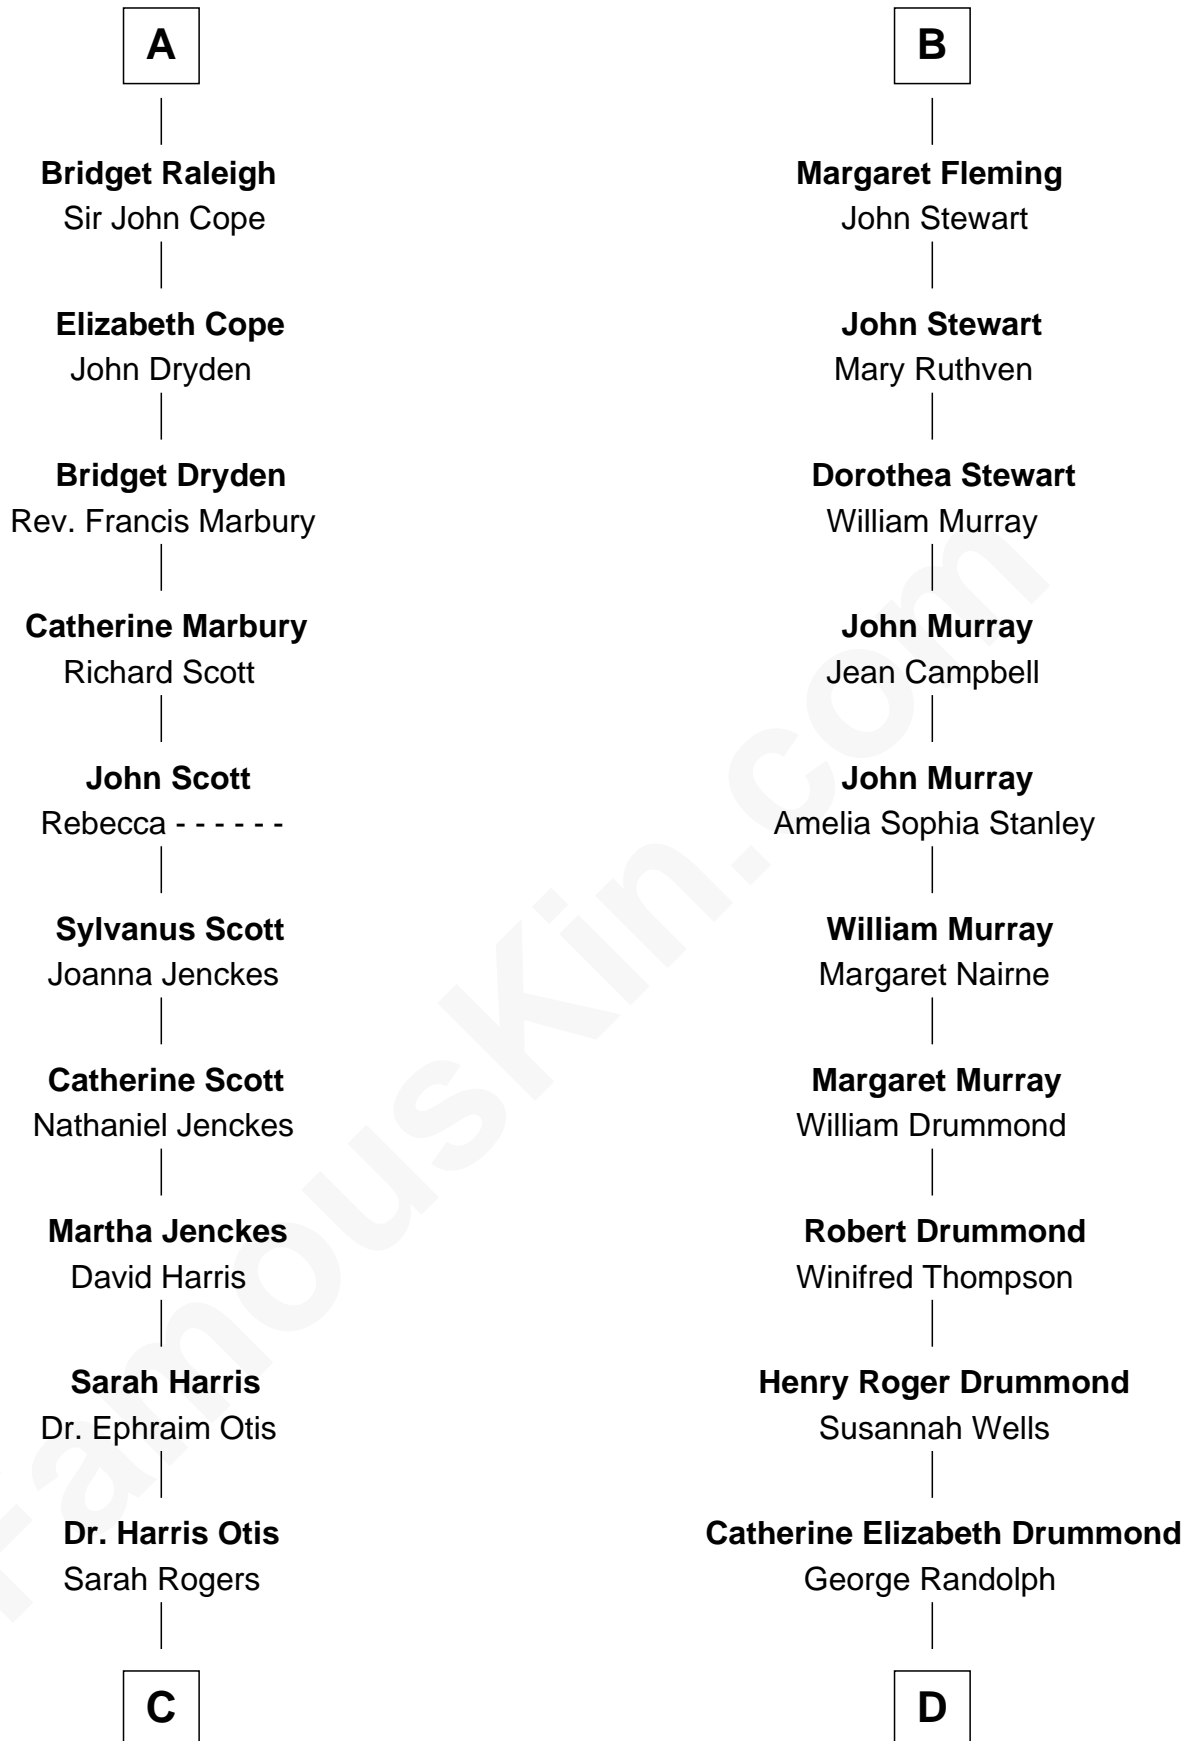 A
Bridget Raleigh
Sir John Cope
Elizabeth Cope
John Dryden
Bridget Dryden
Rev. Francis Marbury
Catherine Marbury
Richard Scott
John Scott
Rebecca - - - - - -
Sylvanus Scott
Joanna Jenckes
Catherine Scott
Nathaniel Jenckes
Martha Jenckes
David Harris
Sarah Harris
Dr. Ephraim Otis
Dr. Harris Otis
Sarah Rogers
C
B
Margaret Fleming
John Stewart
John Stewart
Mary Ruthven
Dorothea Stewart
William Murray
John Murray
Jean Campbell
John Murray
Amelia Sophia Stanley
William Murray
Margaret Nairne
Margaret Murray
William Drummond
Robert Drummond
Winifred Thompson
Henry Roger Drummond
Susannah Wells
Catherine Elizabeth Drummond
George Randolph
D
FamousKin.com